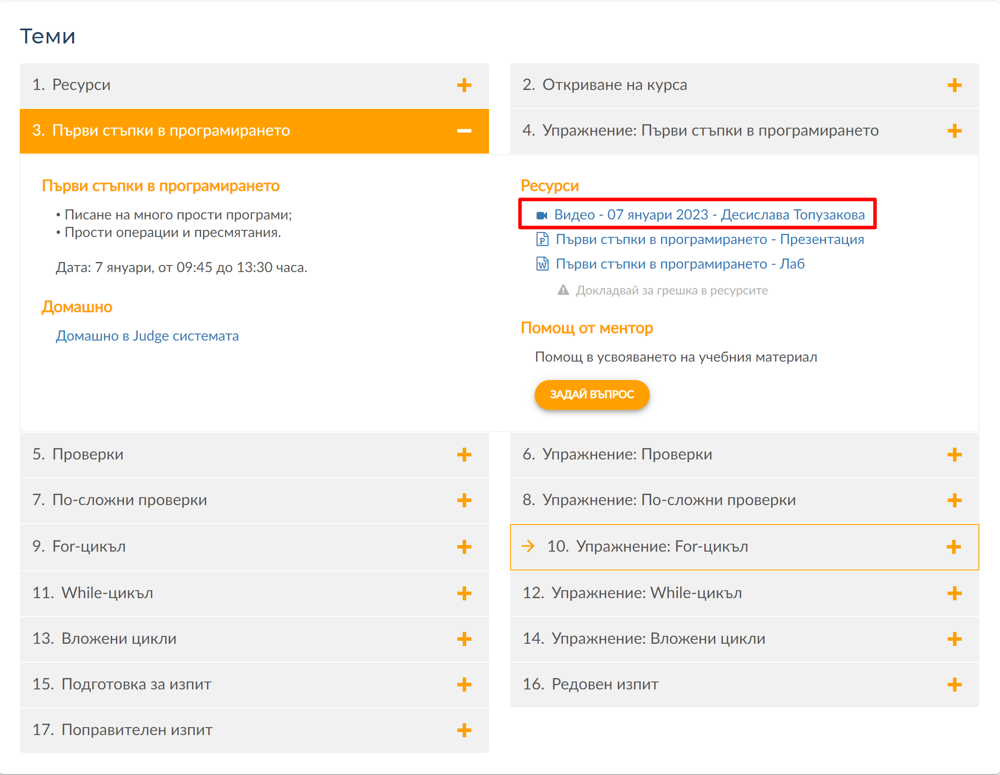 Теми
1. Ресурси
2. Откриване на курса
3. Първи стъпки в програмирането
4. Упражнение: Първи стъпки в програмирането
Първи стъпки в програмирането
• Писане на много прости програми;
• Прости операции и пресмятания.
Дата: 7 януари, от 09:45 до 13:30 часа.
Домашно
Домашно в Judge системата
Ресурси
Видео - 07 януари 2023 - Десислава Топузакова
Първи стъпки в програмирането - Презентация
Първи стъпки в програмирането - Лаб
Докладвай за грешка в ресурсите
Помощ от ментор
Помощ в усвояването на учебния материал
ЗАДАЙ ВЪПРОС
5. Проверки
6. Упражнение: Проверки
7. По-сложни проверки
8. Упражнение: По-сложни проверки
9. For-цикъл
10. Упражнение: For-цикъл
11. While-цикъл
12. Упражнение: While-цикъл
13. Вложени цикли
14. Упражнение: Вложени цикли
15. Подготовка за изпит
16. Редовен изпит
17. Поправителен изпит